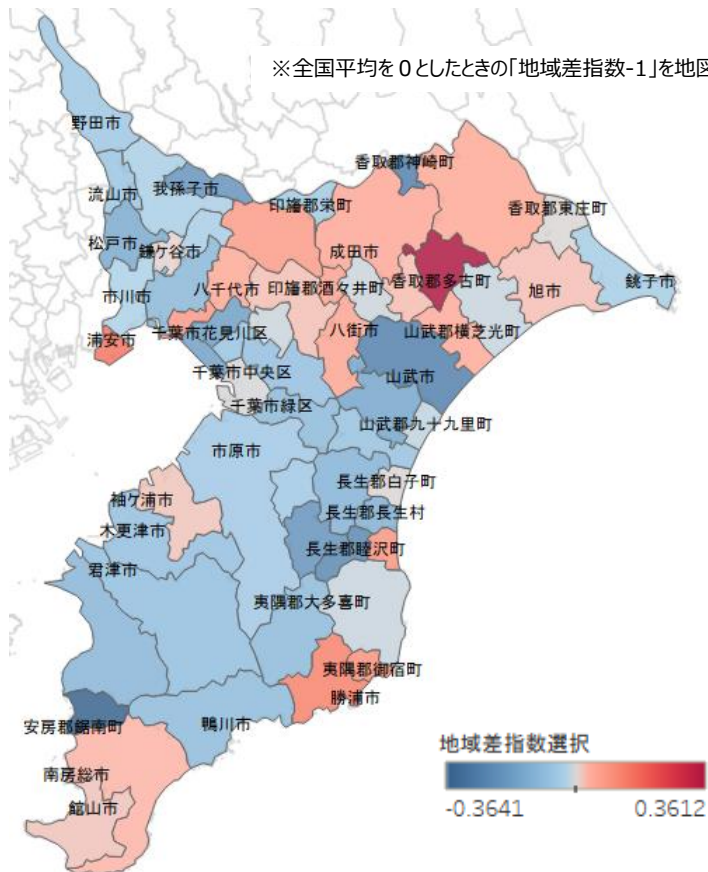 ※全国平均を０としたときの「地域差指数-1」を地図
野田市
香取郡神崎町
流山市
我孫子市
印旛郡栄町
香取郡東庄町
松戸市
鎌ケ谷市
成田市
市川市
八千代市
印旛郡酒々井町
香取郡多古町
旭市
銚子市
浦安市
千葉市花見川区
八街市
山武郡横芝光町
千葉市中央区
山武市
千葉市緑区
山武郡九十九里町
市原市
長生郡白子町
袖ケ浦市
長生郡長生村
木更津市
長生郡睦沢町
君津市
夷隅郡大多喜町
夷隅郡御宿町
勝浦市
安房郡鋸南町
鴨川市
南房総市
館山市
地域差指数選択
-0.3641
0.3612